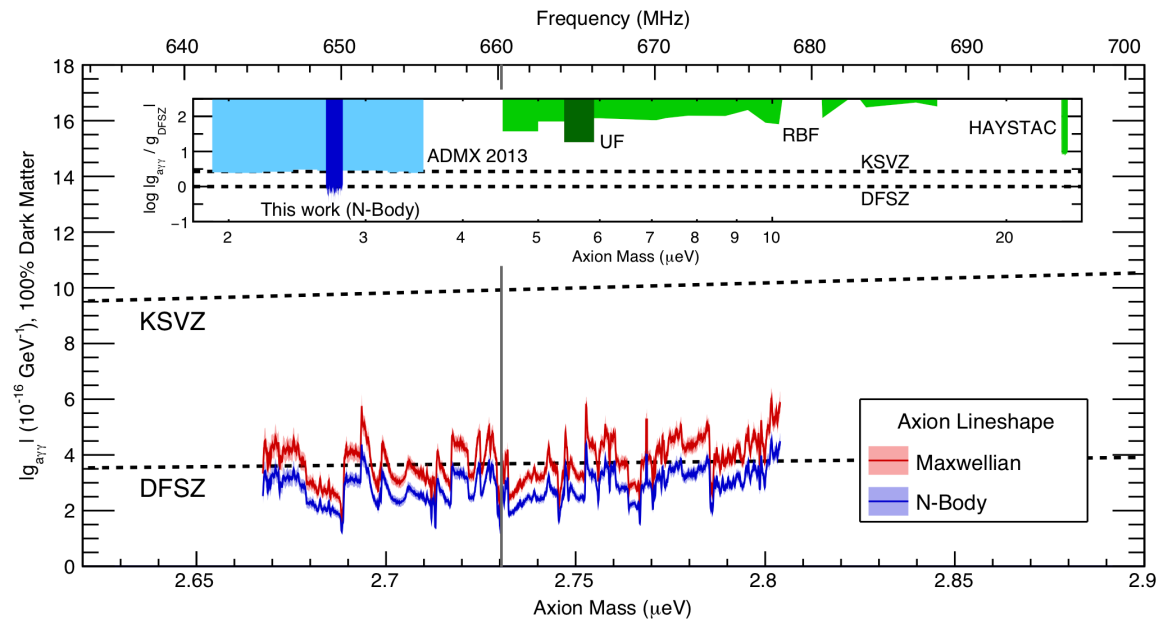 Frequency (MHz)
640 650 660 670 680 690 700
18
16
14
12
10
8
6
4
2
0
|g_aγγ| (10^-16 GeV^-1), 100% Dark Matter
log |g_aγγ / g_DFSZ|
2
1
0
−1
ADMX 2013
UF
RBF
HAYSTAC
KSVZ
DFSZ
This work (N-Body)
2 3 4 5 6 7 8 9 10 20
Axion Mass (μeV)
KSVZ
DFSZ
Axion Lineshape
Maxwellian
N-Body
2.65 2.7 2.75 2.8 2.85 2.9
Axion Mass (μeV)